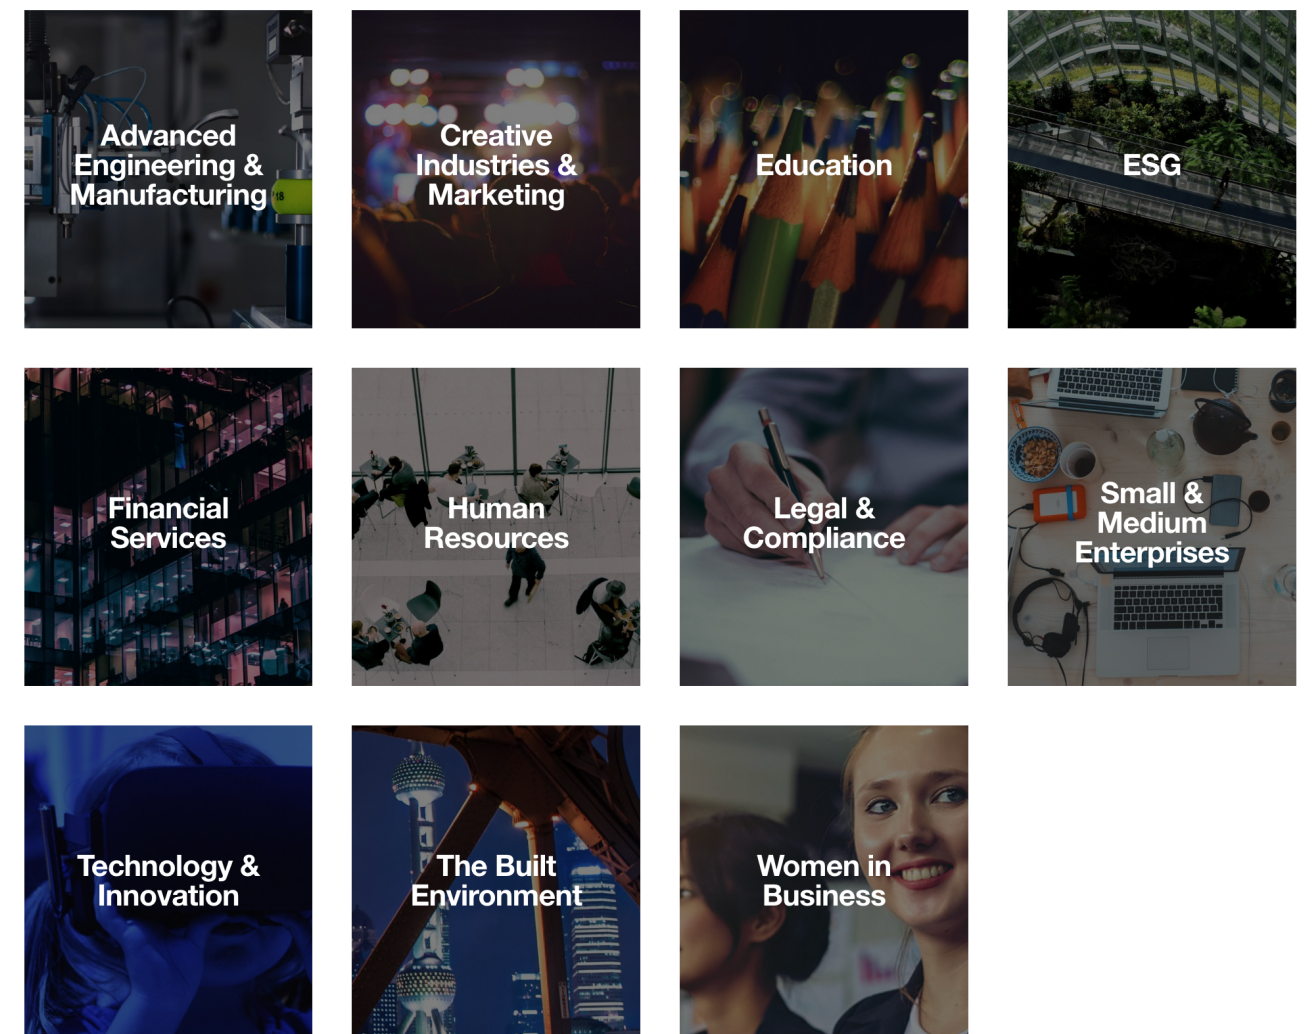 Advanced
Engineering &
Manufacturing
Creative
Industries &
Marketing
Education
ESG
Financial
Services
Human
Resources
Legal &
Compliance
Small &
Medium
Enterprises
Technology &
Innovation
The Built
Environment
Women in
Business